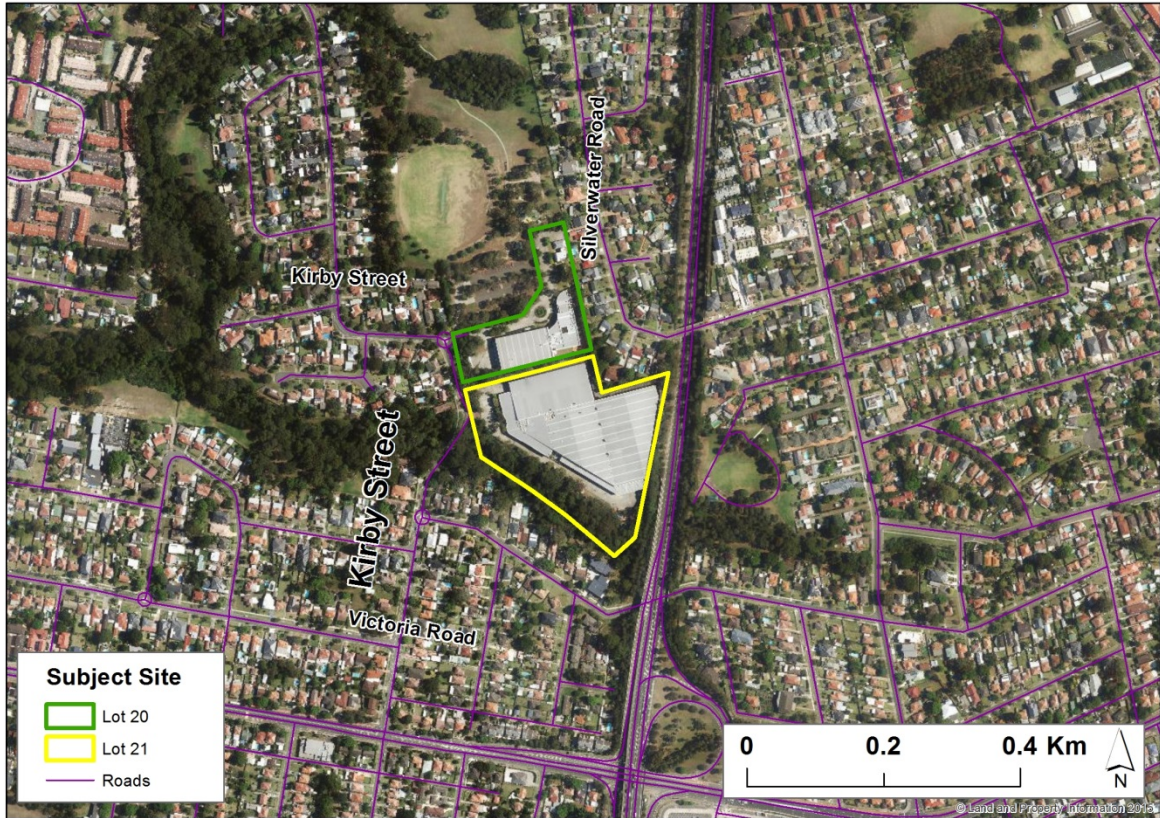 Silverwater Road
Kirby Street
Kirby Street
Victoria Road
Subject Site
Lot 20
Lot 21
Roads
0 0.2 0.4 Km
N
© Land and Property Information 2015